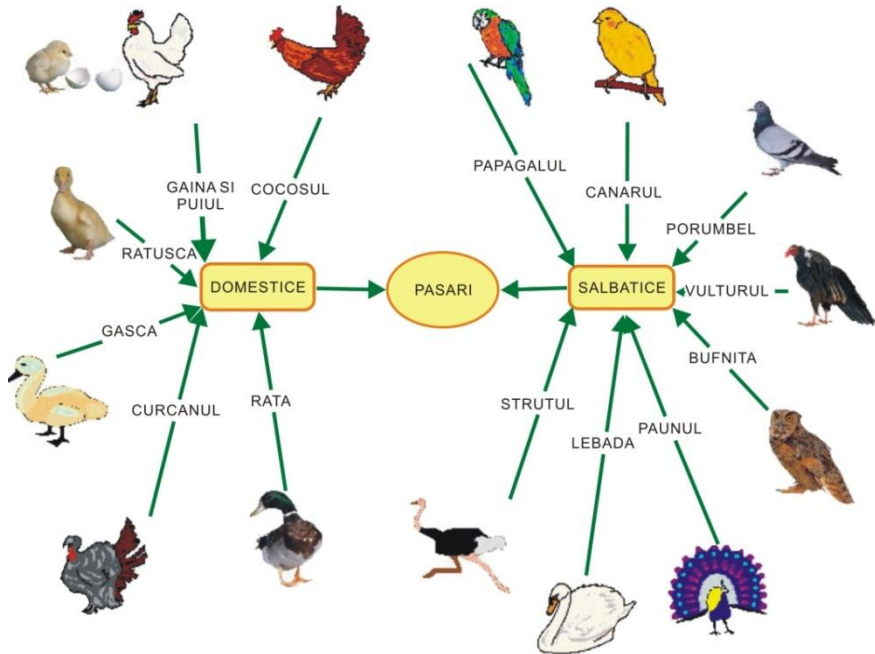 GAINA SI
PUIUL
COCOSUL
PAPAGALUL
CANARUL
PORUMBEL
RATUSCA
DOMESTICE
PASARI
SALBATICE
VULTURUL
GASCA
BUFNITA
CURCANUL
RATA
STRUTUL
LEBADA
PAUNUL